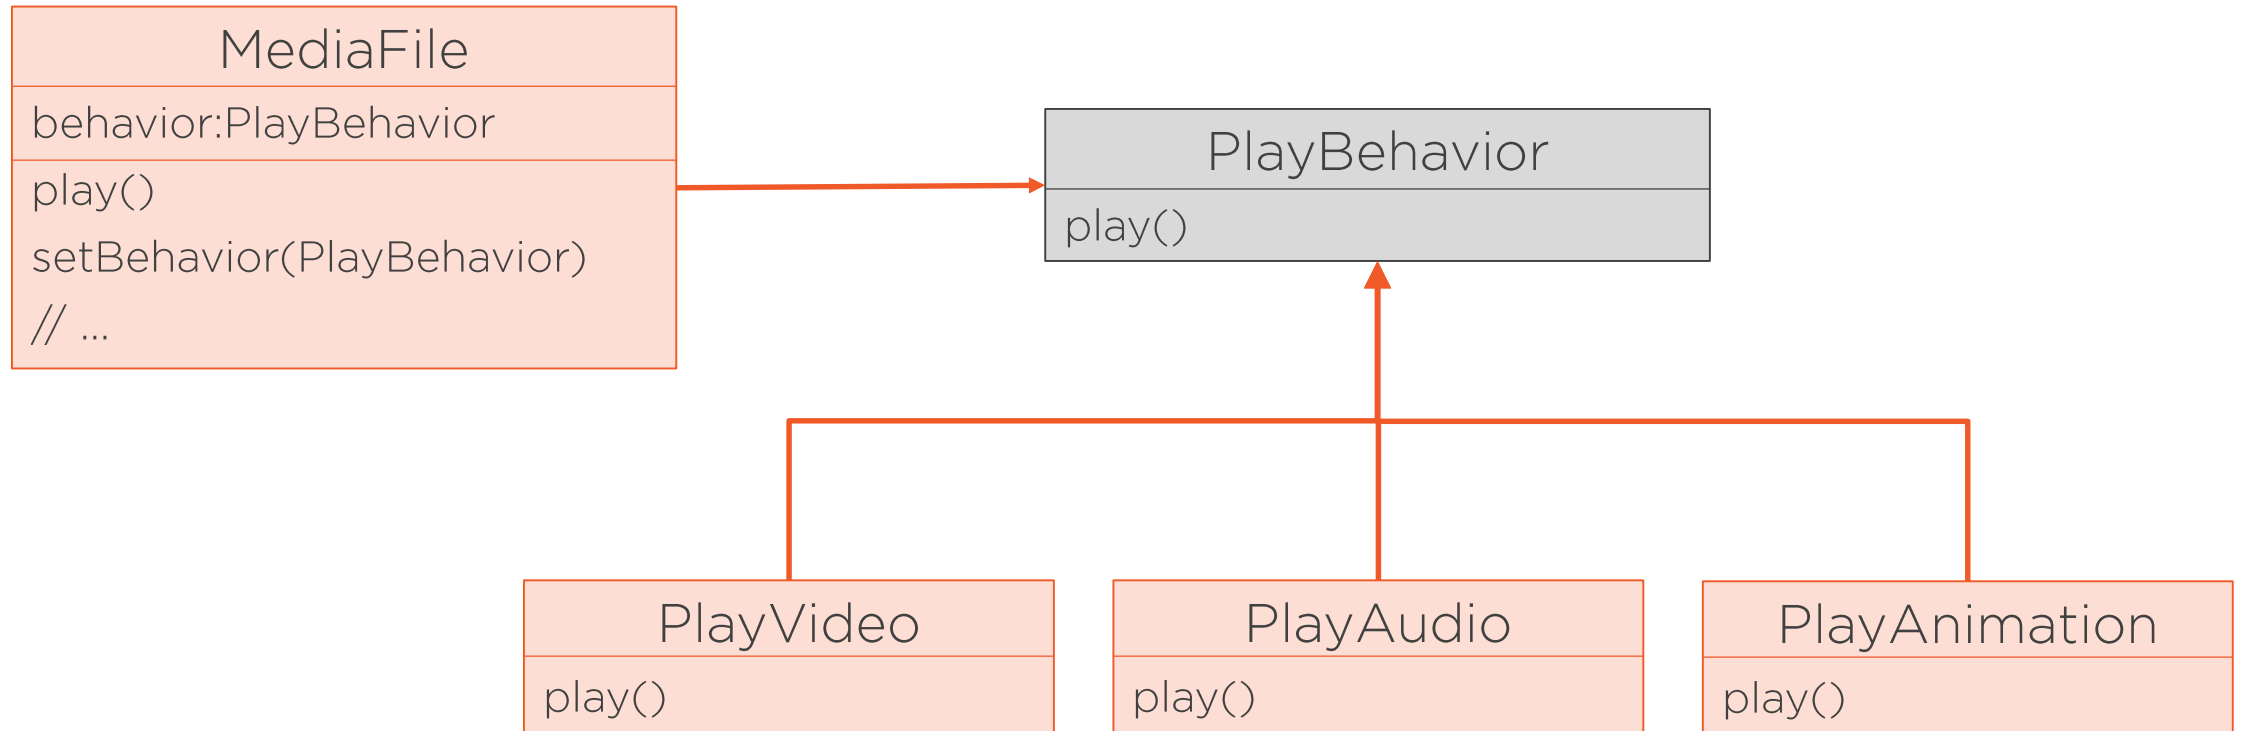 MediaFile
behavior:PlayBehavior
play()
setBehavior(PlayBehavior)
// ...
PlayBehavior
play()
PlayVideo
play()
PlayAudio
play()
PlayAnimation
play()